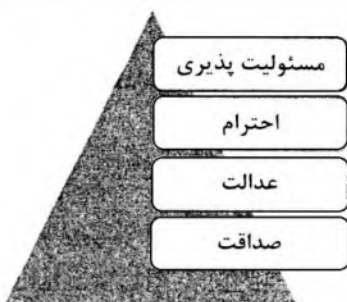 مسئولیت پذیری
احترام
عدالت
صداقت